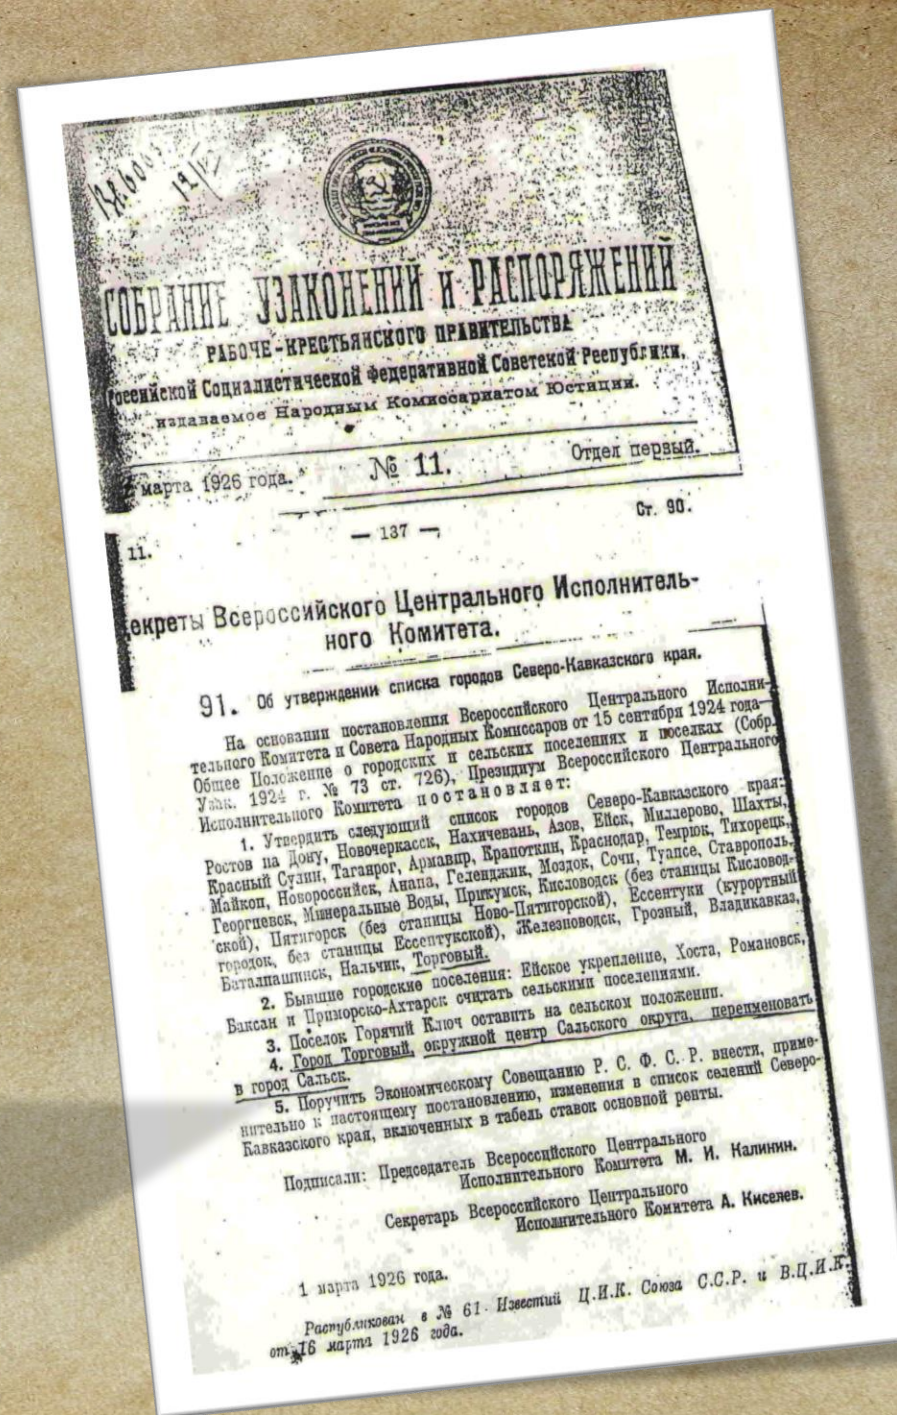 СОБРАНИЕ УЗАКОНЕНИЙ и РАСПОРЯЖЕНИЙ
РАБОЧЕ-КРЕСТЬЯНСКОГО ПРАВИТЕЛЬСТВА
Российской Социалистической Федеративной Советской Республики,
издаваемое Народным Комиссариатом Юстиции.
марта 1926 года.
№ 11.
Отдел первый.
11.
— 137 —
Ст. 90.
екреты Всероссийского Центрального Исполнитель-
ного Комитета.
91. Об утверждении списка городов Северо-Кавказского края.
На основании постановления Всероссийского Центрального Исполни-
тельного Комитета и Совета Народных Комиссаров от 15 сентября 1924 года—
Общее Положение о городских и сельских поселениях и поселках (Собр.
Узак. 1924 г. № 73 ст. 726), Президиум Всероссийского Центрального
Исполнительного Комитета постановляет:
1. Утвердить следующий список городов Северо-Кавказского края:
Ростов на Дону, Новочеркасск, Нахичевань, Азов, Ейск, Миллерово, Шахты,
Красный Сулин, Таганрог, Армавир, Крапоткин, Краснодар, Темрюк, Тихорецк,
Майкоп, Новороссийск, Анапа, Геленджик, Моздок, Сочи, Туапсе, Ставрополь,
Георгиевск, Минеральные Воды, Прикумск, Кисловодск (без станицы Кисловод-
ской), Пятигорск (без станицы Ново-Пятигорской), Ессентуки (курортный
городок, без станицы Ессентукской), Железноводск, Грозный, Владикавказ,
Баталпашинск, Нальчик, Торговый.
2. Бывшие городские поселения: Ейское укрепление, Хоста, Романовск,
Баксан и Приморско-Ахтарск считать сельскими поселениями.
3. Поселок Горячий Ключ оставить на сельском положении.
4. Город Торговый, окружной центр Сальского округа, переименовать
в город Сальск.
5. Поручить Экономическому Совещанию Р. С. Ф. С. Р. внести, приме-
нительно к настоящему постановлению, изменения в список селений Северо-
Кавказского края, включенных в табель ставок основной ренты.
Подписали: Председатель Всероссийского Центрального
Исполнительного Комитета М. И. Калинин.
Секретарь Всероссийского Центрального
Исполнительного Комитета А. Киселев.
1 марта 1926 года.
Распубликован в № 61 Известий Ц.И.К. Союза С.С.Р. и В.Ц.И.К.
от 16 марта 1926 года.